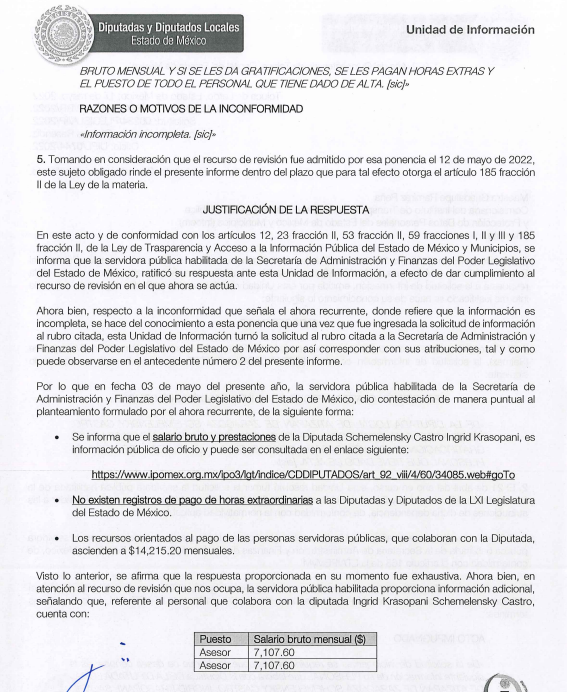 Diputadas y Diputados Locales
Estado de México
Unidad de Información
BRUTO MENSUAL Y SI SE LES DA GRATIFICACIONES, SE LES PAGAN HORAS EXTRAS Y
EL PUESTO DE TODO EL PERSONAL QUE TIENE DADO DE ALTA. [sic]»
RAZONES O MOTIVOS DE LA INCONFORMIDAD
«Información incompleta. [sic]»
5. Tomando en consideración que el recurso de revisión fue admitido por esa ponencia el 12 de mayo de 2022,
este sujeto obligado rinde el presente informe dentro del plazo que para tal efecto otorga el artículo 185 fracción
II de la Ley de la materia.
JUSTIFICACIÓN DE LA RESPUESTA
En este acto y de conformidad con los artículos 12, 23 fracción II, 53 fracción II, 59 fracciones I, II y III y 185
fracción II, de la Ley de Trasparencia y Acceso a la Información Pública del Estado de México y Municipios, se
informa que la servidora pública habilitada de la Secretaría de Administración y Finanzas del Poder Legislativo
del Estado de México, ratificó su respuesta ante esta Unidad de Información, a efecto de dar cumplimiento al
recurso de revisión en el que ahora se actúa.
Ahora bien, respecto a la inconformidad que señala el ahora recurrente, donde refiere que la información es
incompleta, se hace del conocimiento a esta ponencia que una vez que fue ingresada la solicitud de información
al rubro citada, esta Unidad de Información turnó la solicitud al rubro citada a la Secretaría de Administración y
Finanzas del Poder Legislativo del Estado de México por así corresponder con sus atribuciones, tal y como
puede observarse en el antecedente número 2 del presente informe.
Por lo que en fecha 03 de mayo del presente año, la servidora pública habilitada de la Secretaría de
Administración y Finanzas del Poder Legislativo del Estado de México, dio contestación de manera puntual al
planteamiento formulado por el ahora recurrente, de la siguiente forma:
• Se informa que el salario bruto y prestaciones de la Diputada Schemelensky Castro Ingrid Krasopani, es
información pública de oficio y puede ser consultada en el enlace siguiente:
https://www.ipomex.org.mx/ipo3/lgt/indice/CDDIPUTADOS/art_92_viii/4/60/34085.web#goTo
• No existen registros de pago de horas extraordinarias a las Diputadas y Diputados de la LXI Legislatura
del Estado de México.
• Los recursos orientados al pago de las personas servidoras públicas, que colaboran con la Diputada,
ascienden a $14,215.20 mensuales.
Visto lo anterior, se afirma que la respuesta proporcionada en su momento fue exhaustiva. Ahora bien, en
atención al recurso de revisión que nos ocupa, la servidora pública habilitada proporciona información adicional,
señalando que, referente al personal que colabora con la diputada Ingrid Krasopani Schemelensky Castro,
cuenta con:
Puesto Salario bruto mensual ($)
Asesor 7,107.60
Asesor 7,107.60